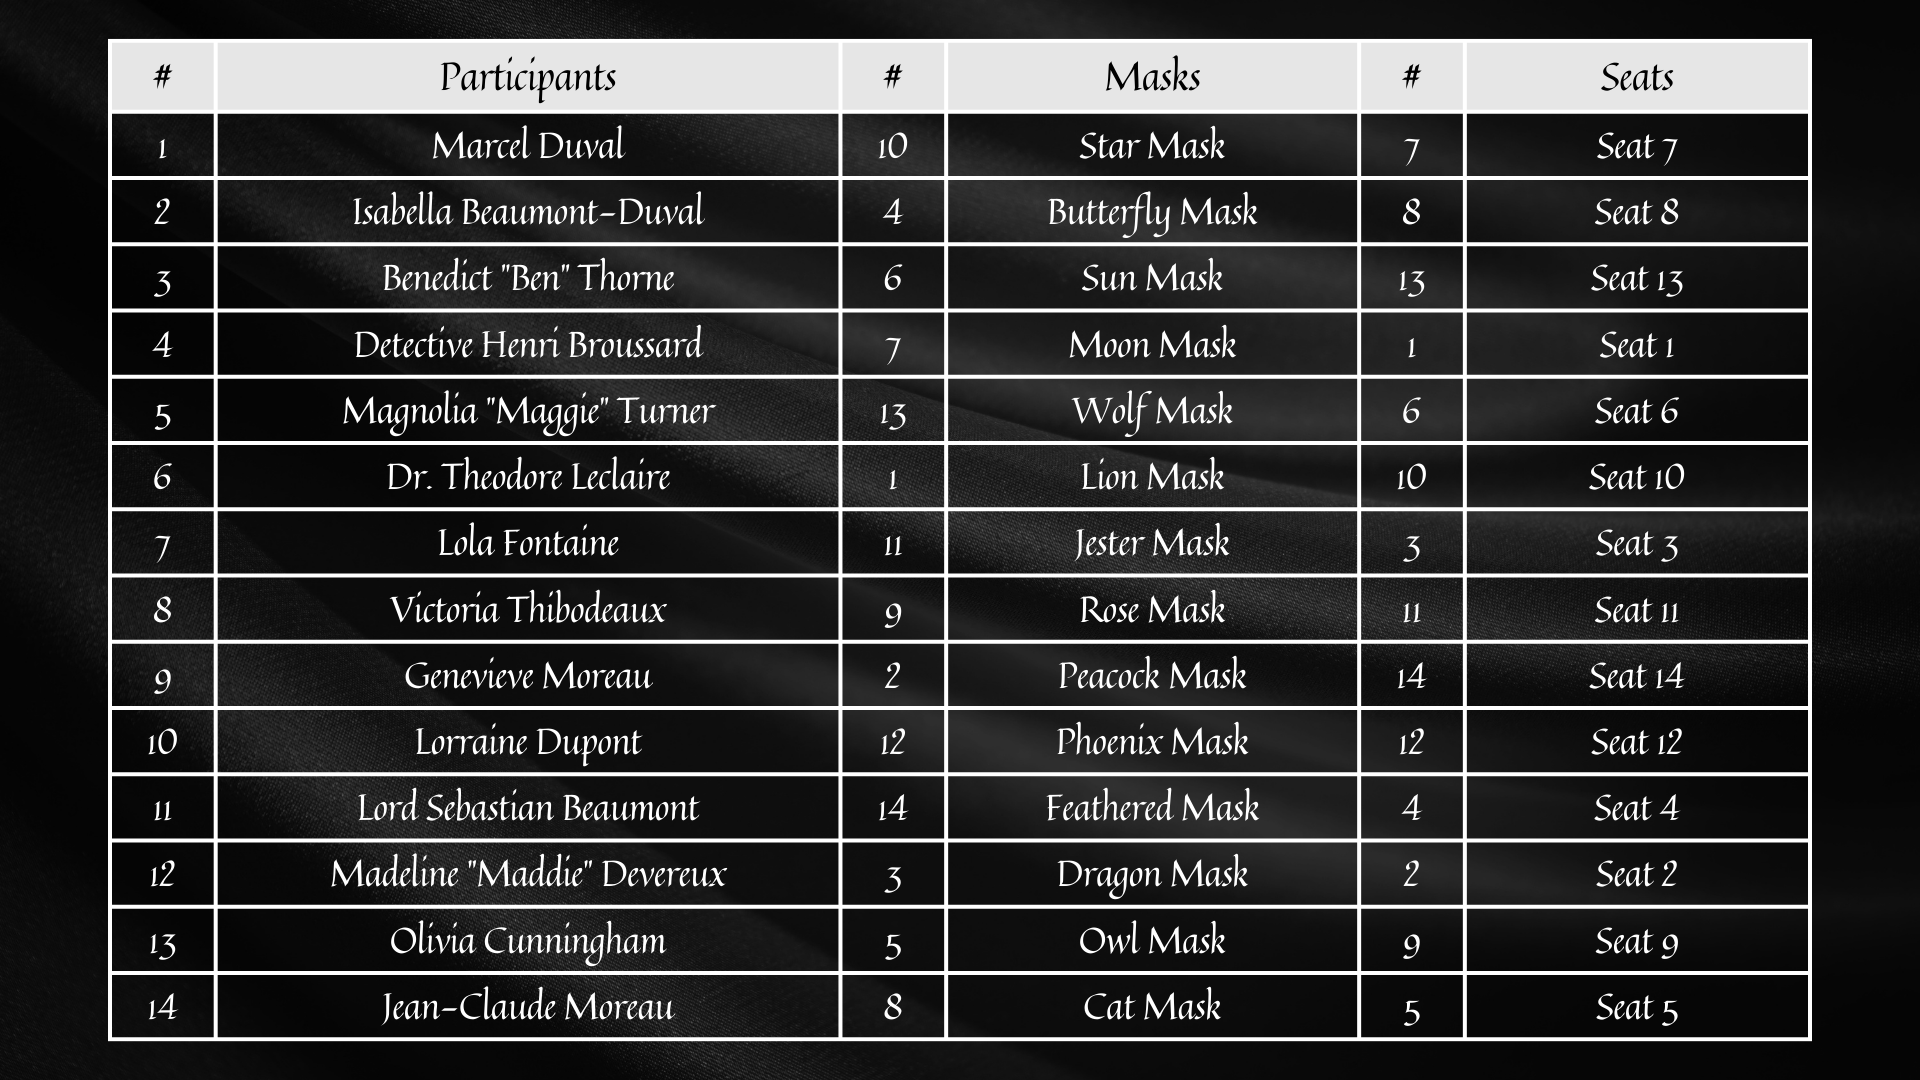 # Participants # Masks # Seats
1 Marcel Duval 10 Star Mask 7 Seat 7
2 Isabella Beaumont-Duval 4 Butterfly Mask 8 Seat 8
3 Benedict "Ben" Thorne 6 Sun Mask 13 Seat 13
4 Detective Henri Broussard 7 Moon Mask 1 Seat 1
5 Magnolia "Maggie" Turner 13 Wolf Mask 6 Seat 6
6 Dr. Theodore Leclaire 1 Lion Mask 10 Seat 10
7 Lola Fontaine 11 Jester Mask 3 Seat 3
8 Victoria Thibodeaux 9 Rose Mask 11 Seat 11
9 Genevieve Moreau 2 Peacock Mask 14 Seat 14
10 Lorraine Dupont 12 Phoenix Mask 12 Seat 12
11 Lord Sebastian Beaumont 14 Feathered Mask 4 Seat 4
12 Madeline "Maddie" Devereux 3 Dragon Mask 2 Seat 2
13 Olivia Cunningham 5 Owl Mask 9 Seat 9
14 Jean-Claude Moreau 8 Cat Mask 5 Seat 5